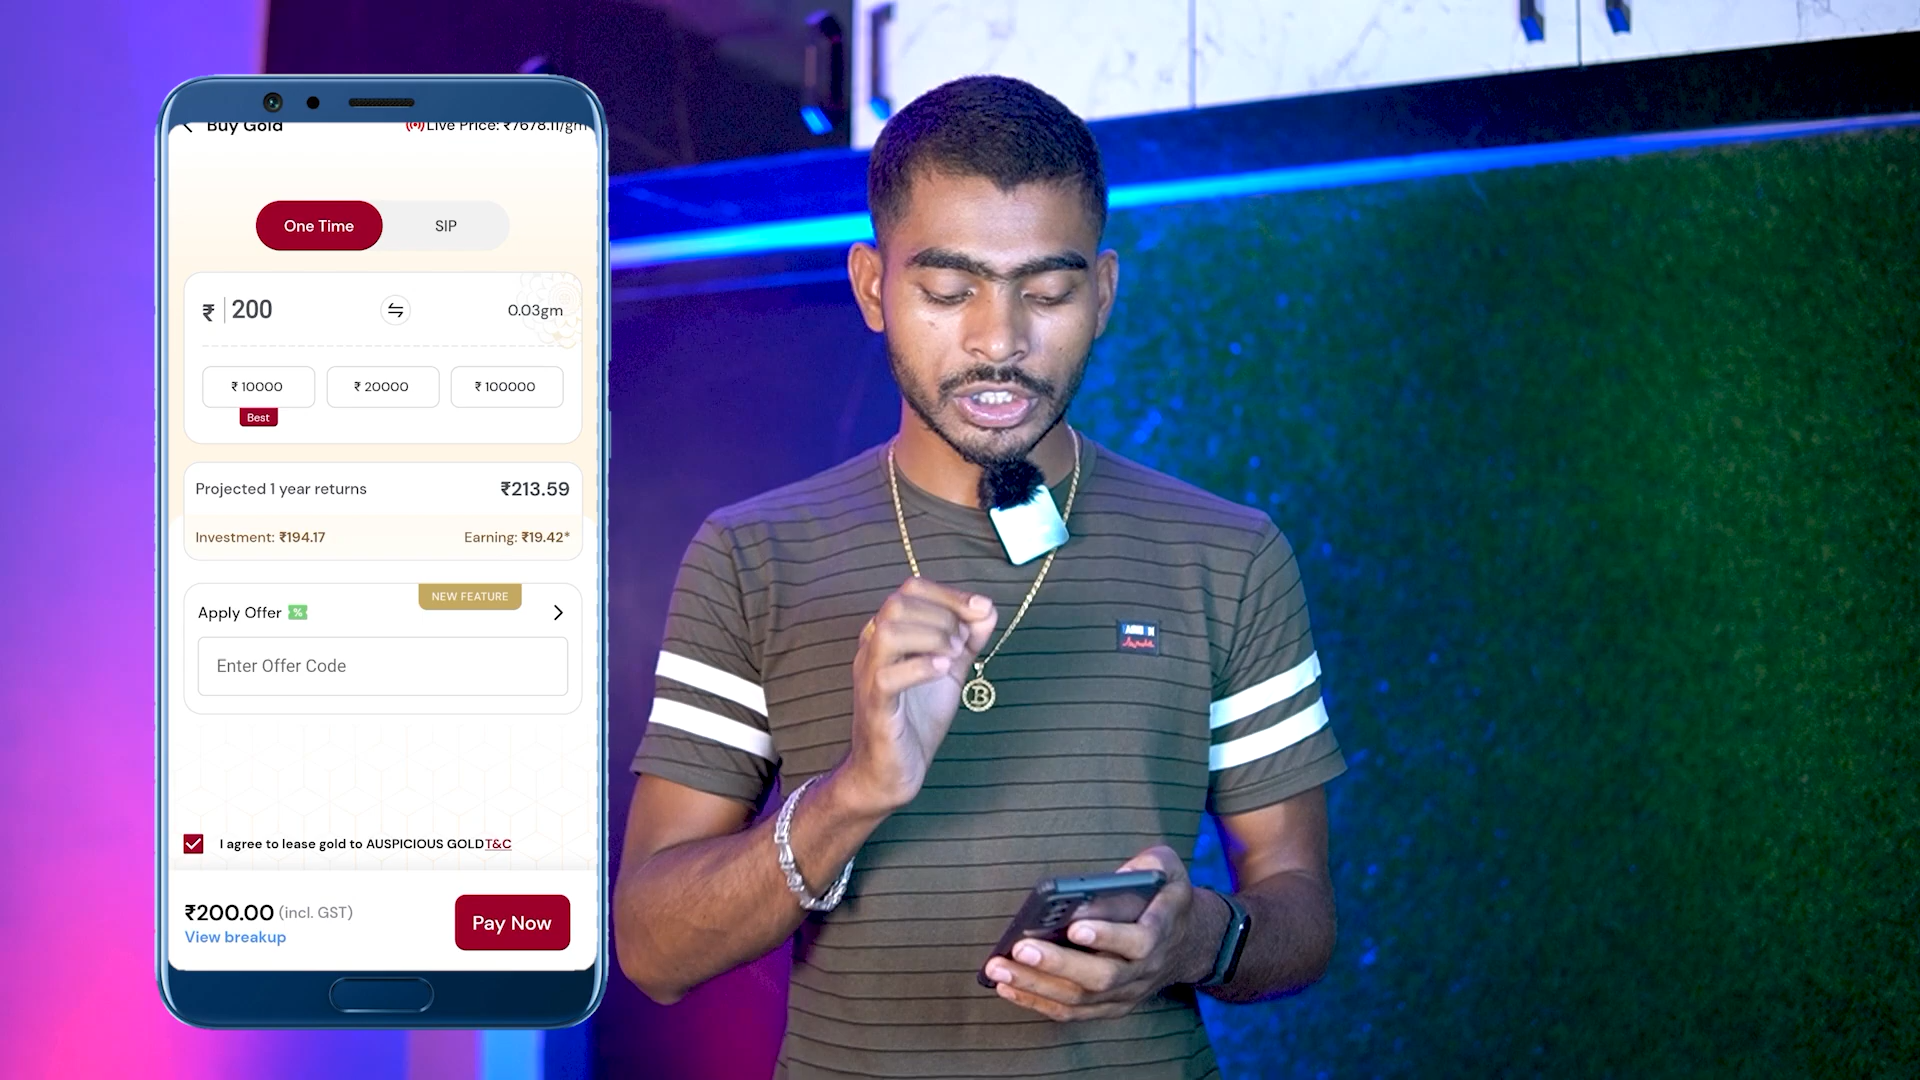 Buy Gold
Live Price: ₹7678.11/gm
One Time
SIP
₹ 200
0.03gm
₹ 10000
₹ 20000
₹ 100000
Best
Projected 1 year returns
₹213.59
Investment: ₹194.17
Earning: ₹19.42*
NEW FEATURE
Apply Offer %
Enter Offer Code
I agree to lease gold to AUSPICIOUS GOLD T&C
₹200.00 (incl. GST)
Pay Now
View breakup
B